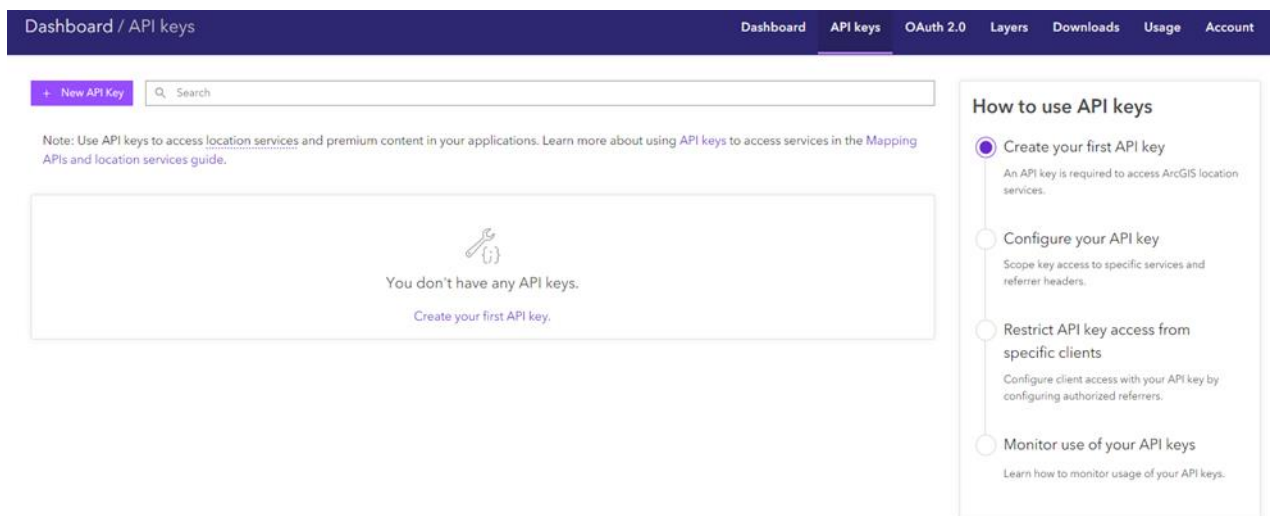 Dashboard / API keys
Dashboard API keys OAuth 2.0 Layers Downloads Usage Account
+ New API Key
Search
Note: Use API keys to access location services and premium content in your applications. Learn more about using API keys to access services in the Mapping
APIs and location services guide.
{;}
You don't have any API keys.
Create your first API key.
How to use API keys
Create your first API key
An API key is required to access ArcGIS location
services.
Configure your API key
Scope key access to specific services and
referrer headers.
Restrict API key access from
specific clients
Configure client access with your API key by
configuring authorized referrers.
Monitor use of your API keys
Learn how to monitor usage of your API keys.